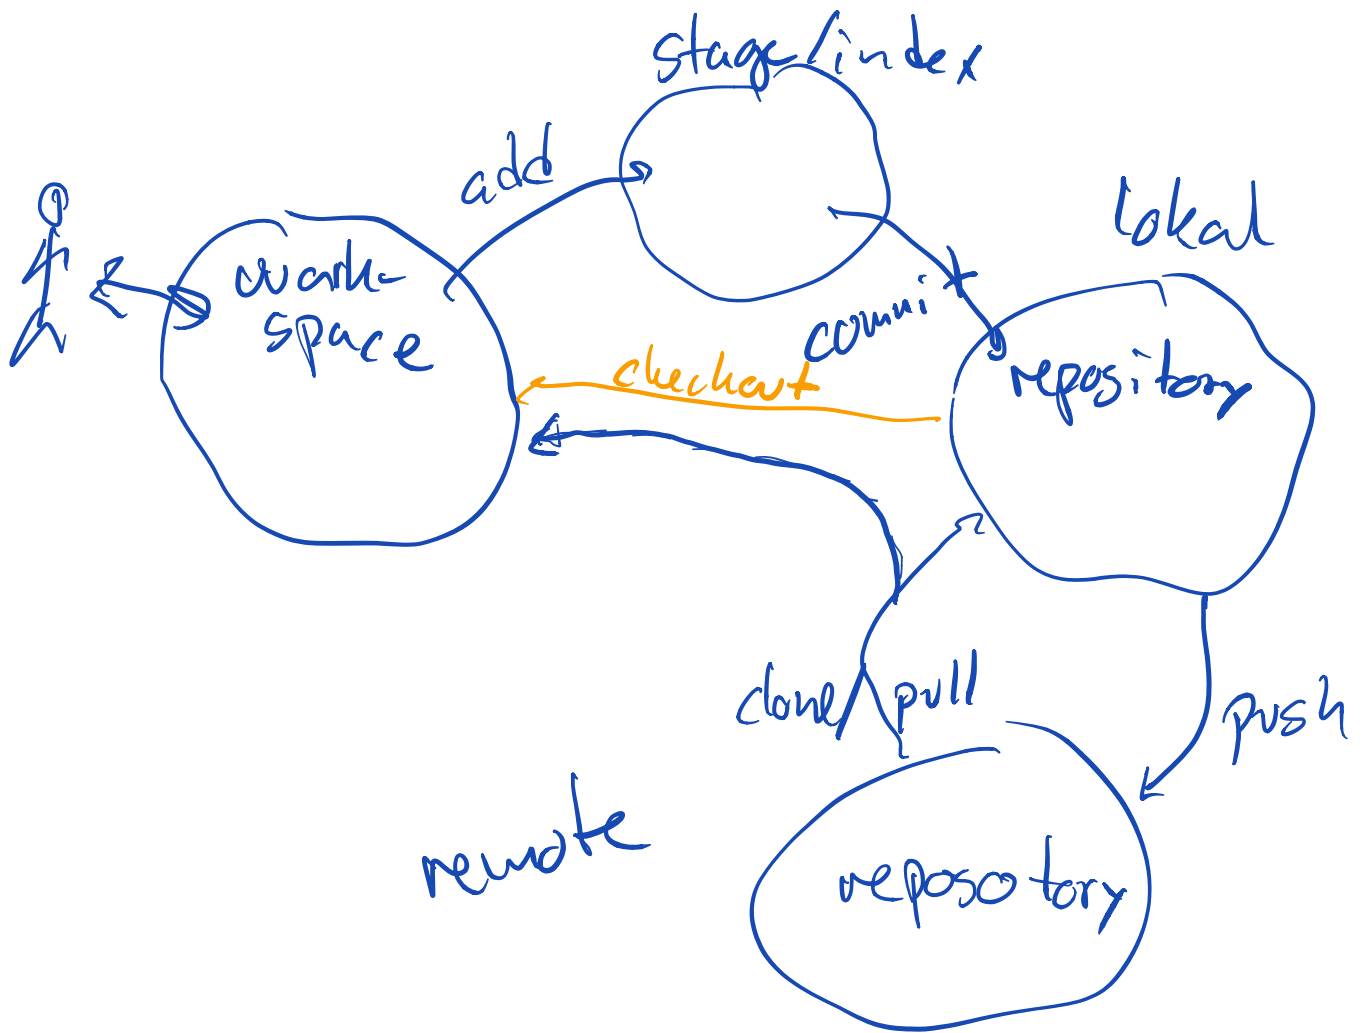 stage/index
add
lokal
work-
space
commit
checkout
repository
clone/pull
push
remote
reposotory